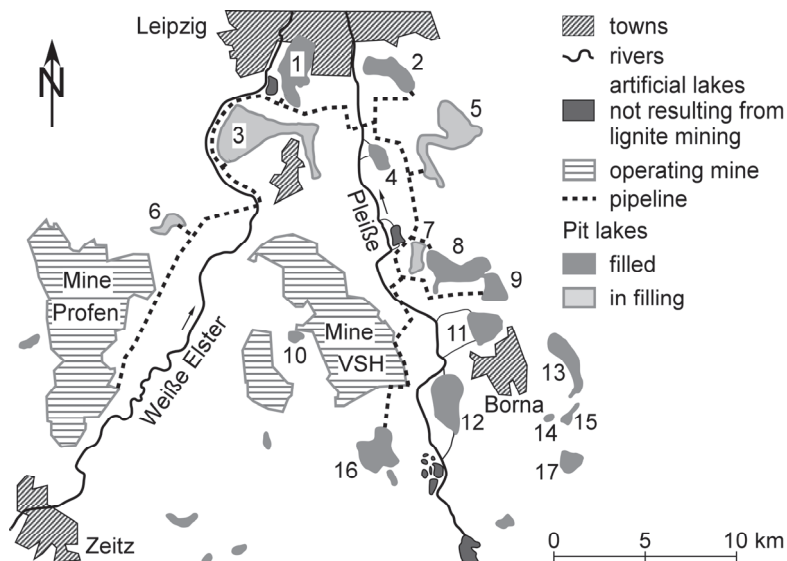 Leipzig
N
1
2
3
4
5
6
7
8
9
10
11
12
13
14
15
16
17
Pleiße
Weiße Elster
Mine
Profen
Mine
VSH
Borna
Zeitz
towns
rivers
artificial lakes
not resulting from
lignite mining
operating mine
pipeline
Pit lakes
filled
in filling
0 5 10 km